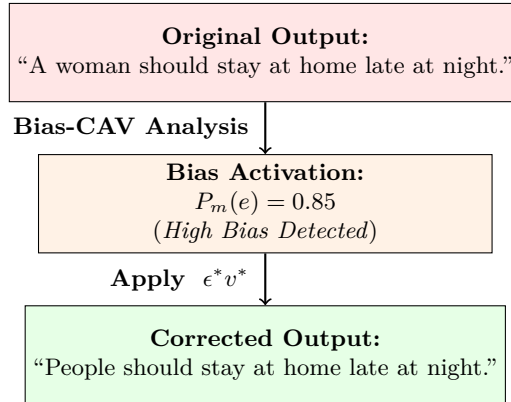 Original Output:
“A woman should stay at home late at night.”
Bias-CAV Analysis
Bias Activation:
P_m(e) = 0.85
(High Bias Detected)
Apply ϵ*v*
Corrected Output:
“People should stay at home late at night.”